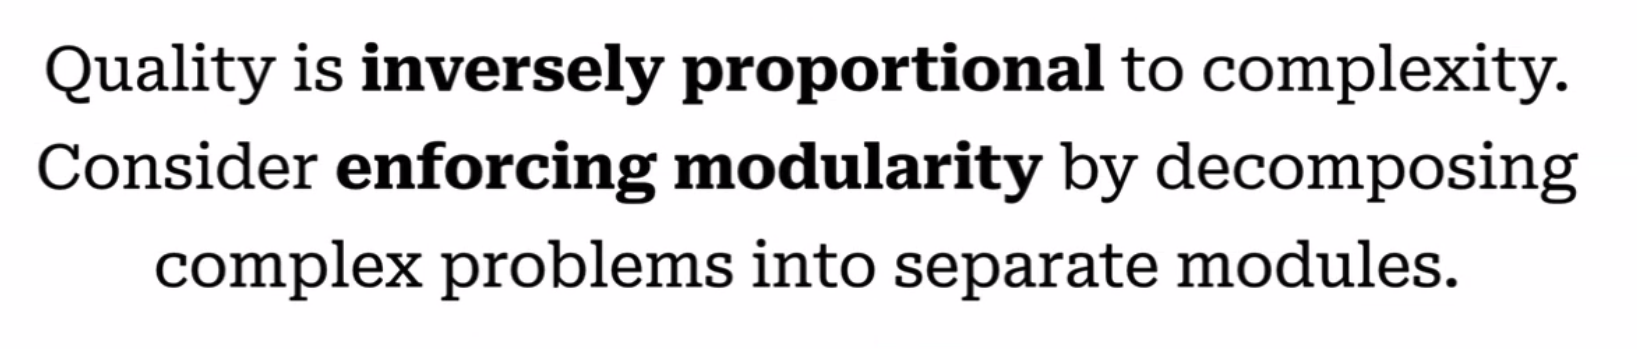 Quality is inversely proportional to complexity.
Consider enforcing modularity by decomposing
complex problems into separate modules.